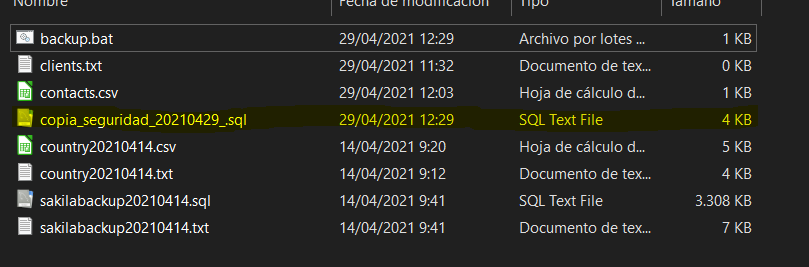 Nombre Fecha de modificación Tipo Tamaño
backup.bat 29/04/2021 12:29 Archivo por lotes ... 1 KB
clients.txt 29/04/2021 11:32 Documento de tex... 0 KB
contacts.csv 29/04/2021 12:03 Hoja de cálculo d... 1 KB
copia_seguridad_20210429_.sql 29/04/2021 12:29 SQL Text File 4 KB
country20210414.csv 14/04/2021 9:20 Hoja de cálculo d... 5 KB
country20210414.txt 14/04/2021 9:12 Documento de tex... 4 KB
sakilabackup20210414.sql 14/04/2021 9:41 SQL Text File 3.308 KB
sakilabackup20210414.txt 14/04/2021 9:41 Documento de tex... 7 KB